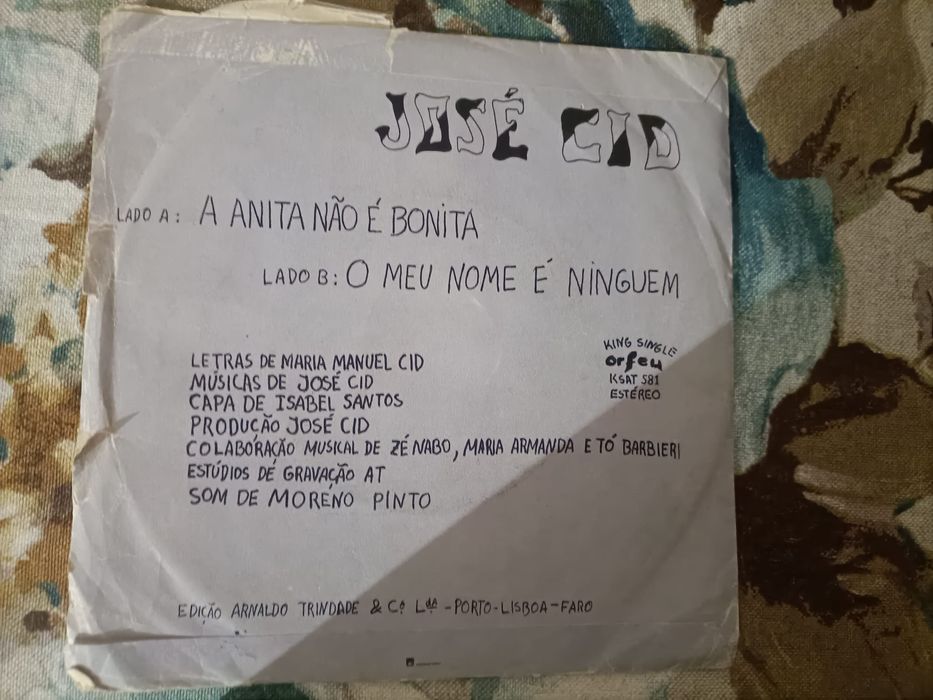 JOSÉ CID
LADO A: A ANITA NÃO É BONITA
LADO B: O MEU NOME É NINGUEM
KING SINGLE
orfeu
KSAT 581
ESTÉREO
LETRAS DE MARIA MANUEL CID
MÚSICAS DE JOSÉ CID
CAPA DE ISABEL SANTOS
PRODUÇÃO JOSÉ CID
COLABORAÇÃO MUSICAL DE ZÉ NABO, MARIA ARMANDA E TÓ BARBIERI
ESTÚDIOS DE GRAVAÇÃO AT
SOM DE MORENO PINTO
EDIÇÃO ARNALDO TRINDADE & Cª Lda - PORTO-LISBOA-FARO